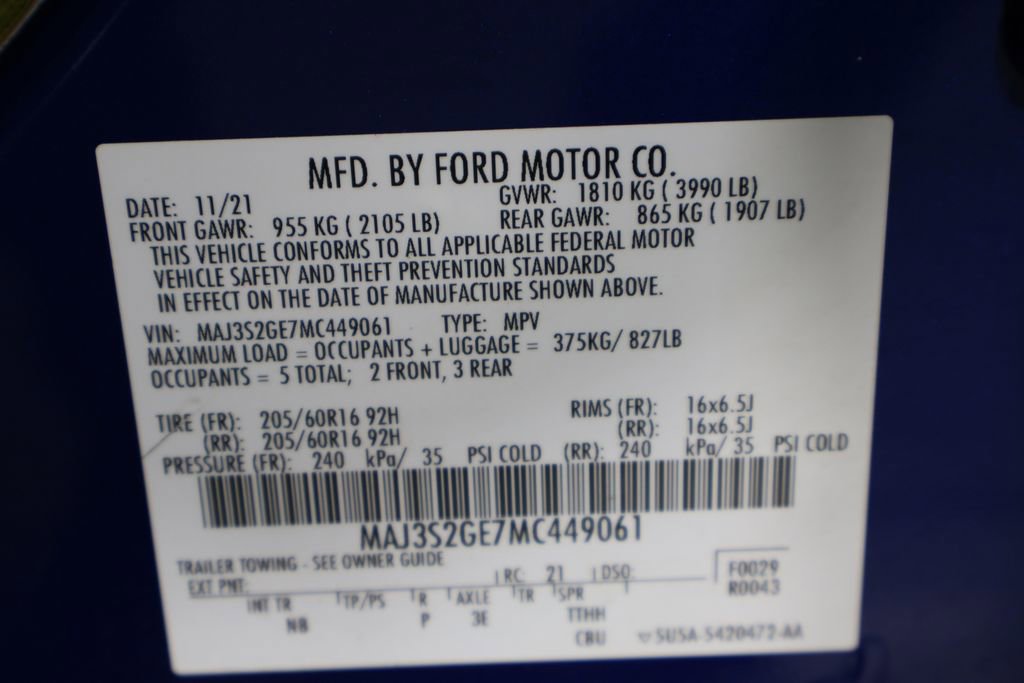 MFD. BY FORD MOTOR CO.
DATE: 11/21 GVWR: 1810 KG ( 3990 LB)
FRONT GAWR: 955 KG ( 2105 LB) REAR GAWR: 865 KG ( 1907 LB)
THIS VEHICLE CONFORMS TO ALL APPLICABLE FEDERAL MOTOR
VEHICLE SAFETY AND THEFT PREVENTION STANDARDS
IN EFFECT ON THE DATE OF MANUFACTURE SHOWN ABOVE.
VIN: MAJ3S2GE7MC449061 TYPE: MPV
MAXIMUM LOAD = OCCUPANTS + LUGGAGE = 375KG/ 827LB
OCCUPANTS = 5 TOTAL; 2 FRONT, 3 REAR
TIRE (FR): 205/60R16 92H RIMS (FR): 16x6.5J
(RR): 205/60R16 92H (RR): 16x6.5J
PRESSURE (FR): 240 kPa/ 35 PSI COLD (RR): 240 kPa/ 35 PSI COLD
MAJ3S2GE7MC449061
TRAILER TOWING - SEE OWNER GUIDE
EXT PNT: RC: 21 DSO: F0029
R0043
INT TR TP/PS R AXLE TR SPR
NB P 3E TTHH
CBU 5U5A-5420472-AA